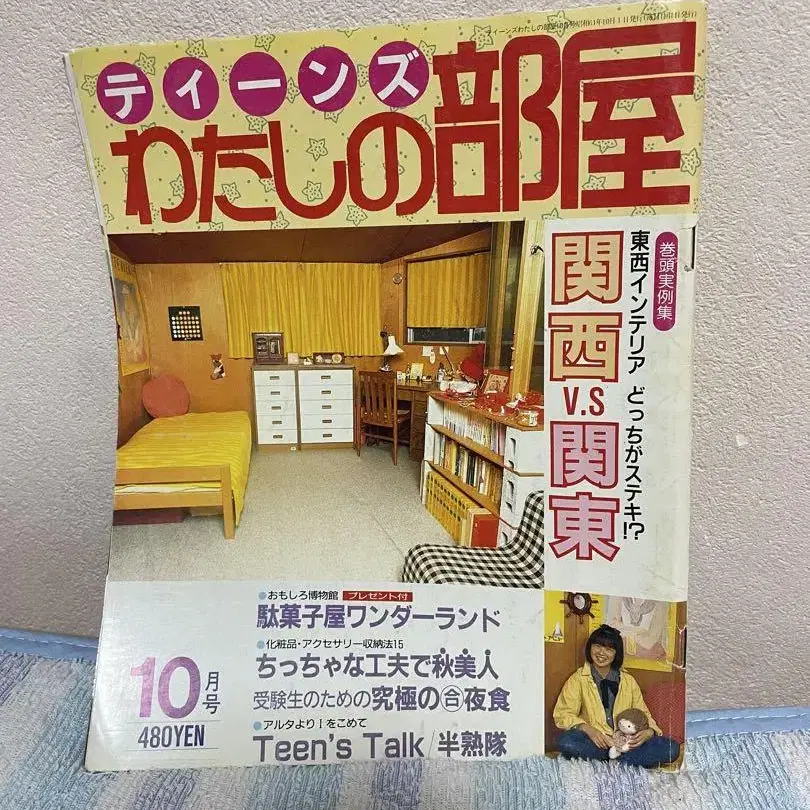 ティーンズ
わたしの部屋
巻頭実例集
東西インテリア どっちがステキ!?
関西
V.S
関東
●おもしろ博物館 プレゼント付
駄菓子屋ワンダーランド
●化粧品・アクセサリー収納法15
ちっちゃな工夫で秋美人
受験生のための究極の㊝夜食
●アルタより I をこめて
Teen's Talk/半熟隊
10月号
480YEN